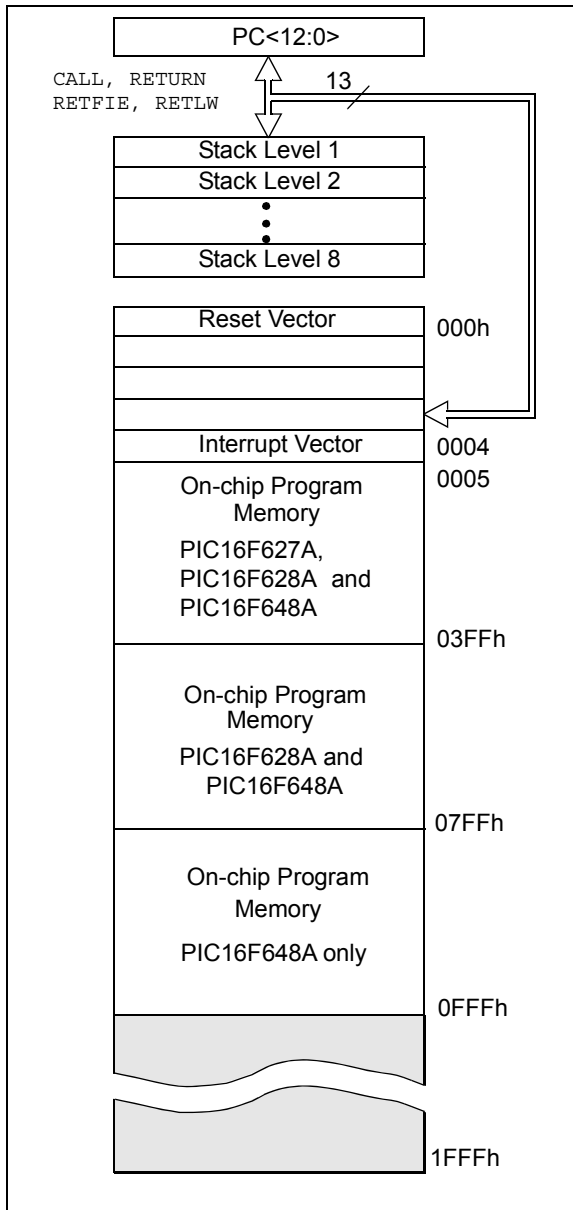 PC<12:0>
CALL, RETURN
RETFIE, RETLW
13
Stack Level 1
Stack Level 2
Stack Level 8
Reset Vector
000h
Interrupt Vector
0004
0005
On-chip Program
Memory
PIC16F627A,
PIC16F628A and
PIC16F648A
03FFh
On-chip Program
Memory
PIC16F628A and
PIC16F648A
07FFh
On-chip Program
Memory
PIC16F648A only
0FFFh
1FFFh